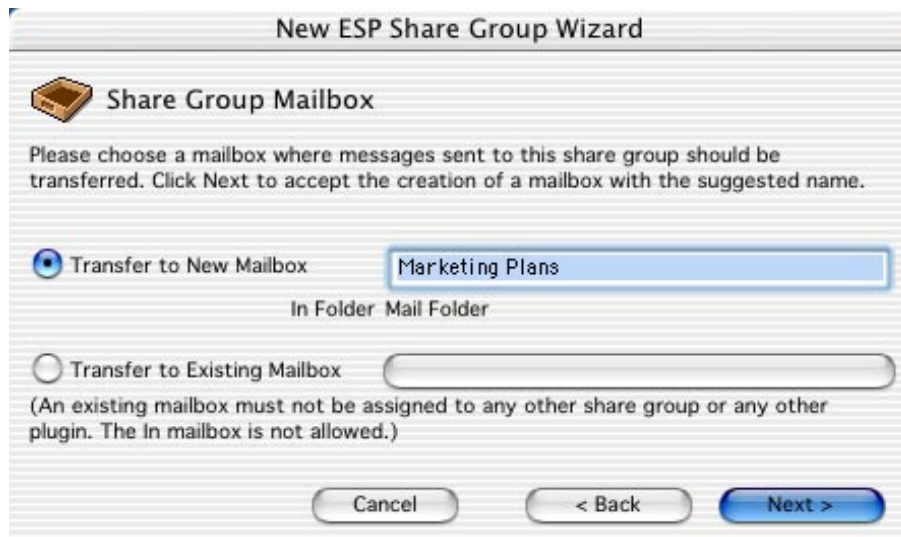 New ESP Share Group Wizard
Share Group Mailbox
Please choose a mailbox where messages sent to this share group should be
transferred. Click Next to accept the creation of a mailbox with the suggested name.
Transfer to New Mailbox Marketing Plans
In Folder Mail Folder
Transfer to Existing Mailbox
(An existing mailbox must not be assigned to any other share group or any other
plugin. The In mailbox is not allowed.)
Cancel < Back Next >